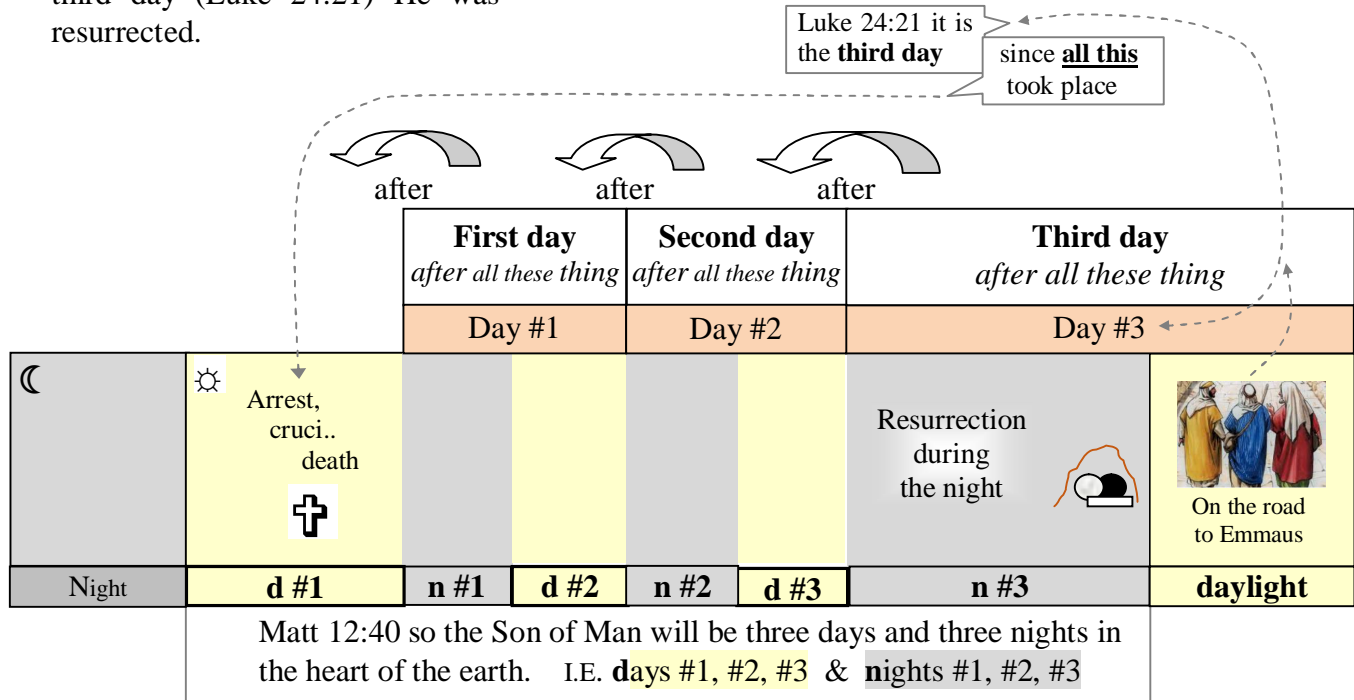 third day (Luke 24:21) He was
resurrected.
Luke 24:21 it is
the third day
since all this
took place
after after after
First day Second day Third day
after all these thing after all these thing after all these thing
Day #1 Day #2 Day #3
Arrest,
cruci..
death
Resurrection
during
the night
On the road
to Emmaus
Night d #1 n #1 d #2 n #2 d #3 n #3 daylight
Matt 12:40 so the Son of Man will be three days and three nights in
the heart of the earth. I.E. days #1, #2, #3 & nights #1, #2, #3